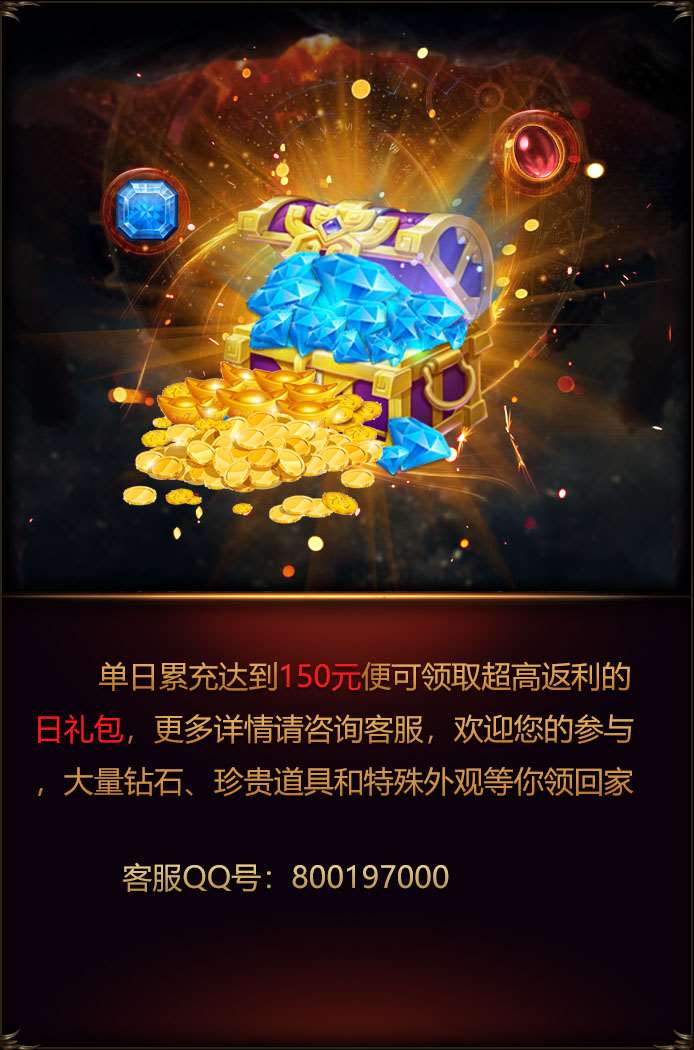 单日累充达到150元便可领取超高返利的
日礼包，更多详情请咨询客服，欢迎您的参与
，大量钻石、珍贵道具和特殊外观等你领回家
客服QQ号：800197000